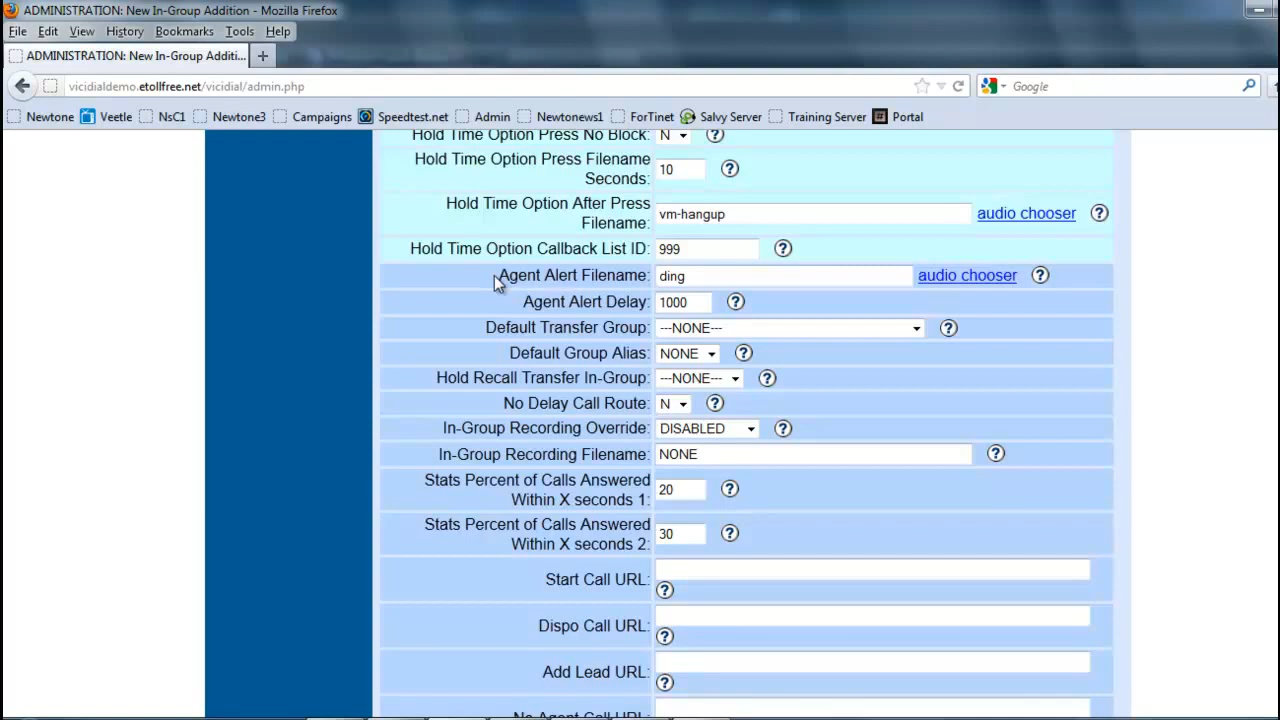 ADMINISTRATION: New In-Group Addition - Mozilla Firefox
File Edit View History Bookmarks Tools Help
ADMINISTRATION: New In-Group Additi...
vicidialdemo.etollfree.net/vicidial/admin.php
Google
Newtone Veetle NsC1 Newtone3 Campaigns Speedtest.net Admin Newtonews1 ForTinet Salvy Server Training Server Portal
Hold Time Option Press No Block: N ?
Hold Time Option Press Filename
Seconds: 10 ?
Hold Time Option After Press
Filename: vm-hangup audio chooser ?
Hold Time Option Callback List ID: 999 ?
Agent Alert Filename: ding audio chooser ?
Agent Alert Delay: 1000 ?
Default Transfer Group: ---NONE--- ?
Default Group Alias: NONE ?
Hold Recall Transfer In-Group: ---NONE--- ?
No Delay Call Route: N ?
In-Group Recording Override: DISABLED ?
In-Group Recording Filename: NONE ?
Stats Percent of Calls Answered
Within X seconds 1: 20 ?
Stats Percent of Calls Answered
Within X seconds 2: 30 ?
Start Call URL:
?
Dispo Call URL:
?
Add Lead URL:
?
No Agent Call URL: